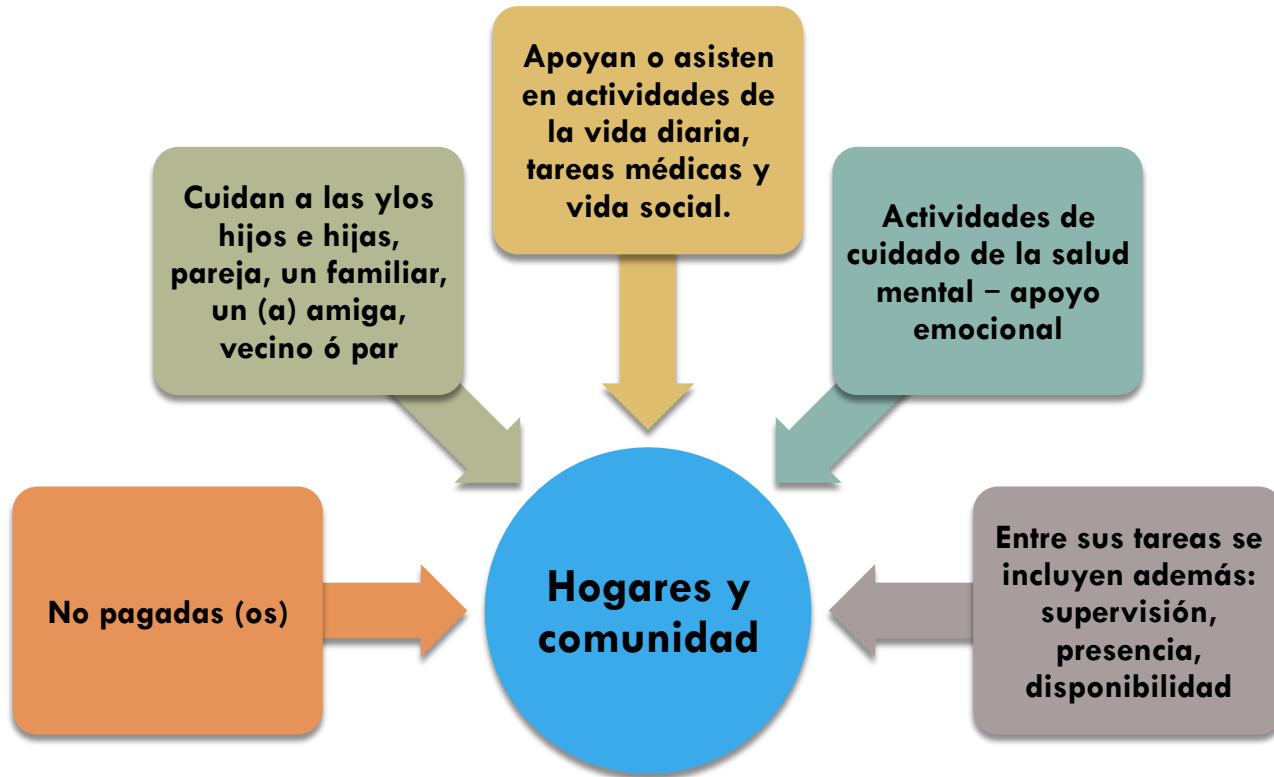 Apoyan o asisten
en actividades de
la vida diaria,
tareas médicas y
vida social.
Cuidan a las ylos
hijos e hijas,
pareja, un familiar,
un (a) amiga,
vecino ó par
Actividades de
cuidado de la salud
mental – apoyo
emocional
No pagadas (os)
Hogares y
comunidad
Entre sus tareas se
incluyen además:
supervisión,
presencia,
disponibilidad